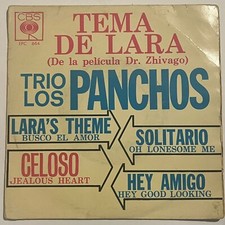 CBS
TEMA
DE LARA
(De la película Dr. Zhivago)
TRIO
LOS
PANCHOS
LARA'S THEME
BUSCO EL AMOR
SOLITARIO
OH LONESOME ME
CELOSO
JEALOUS HEART
HEY AMIGO
HEY GOOD LOOKING